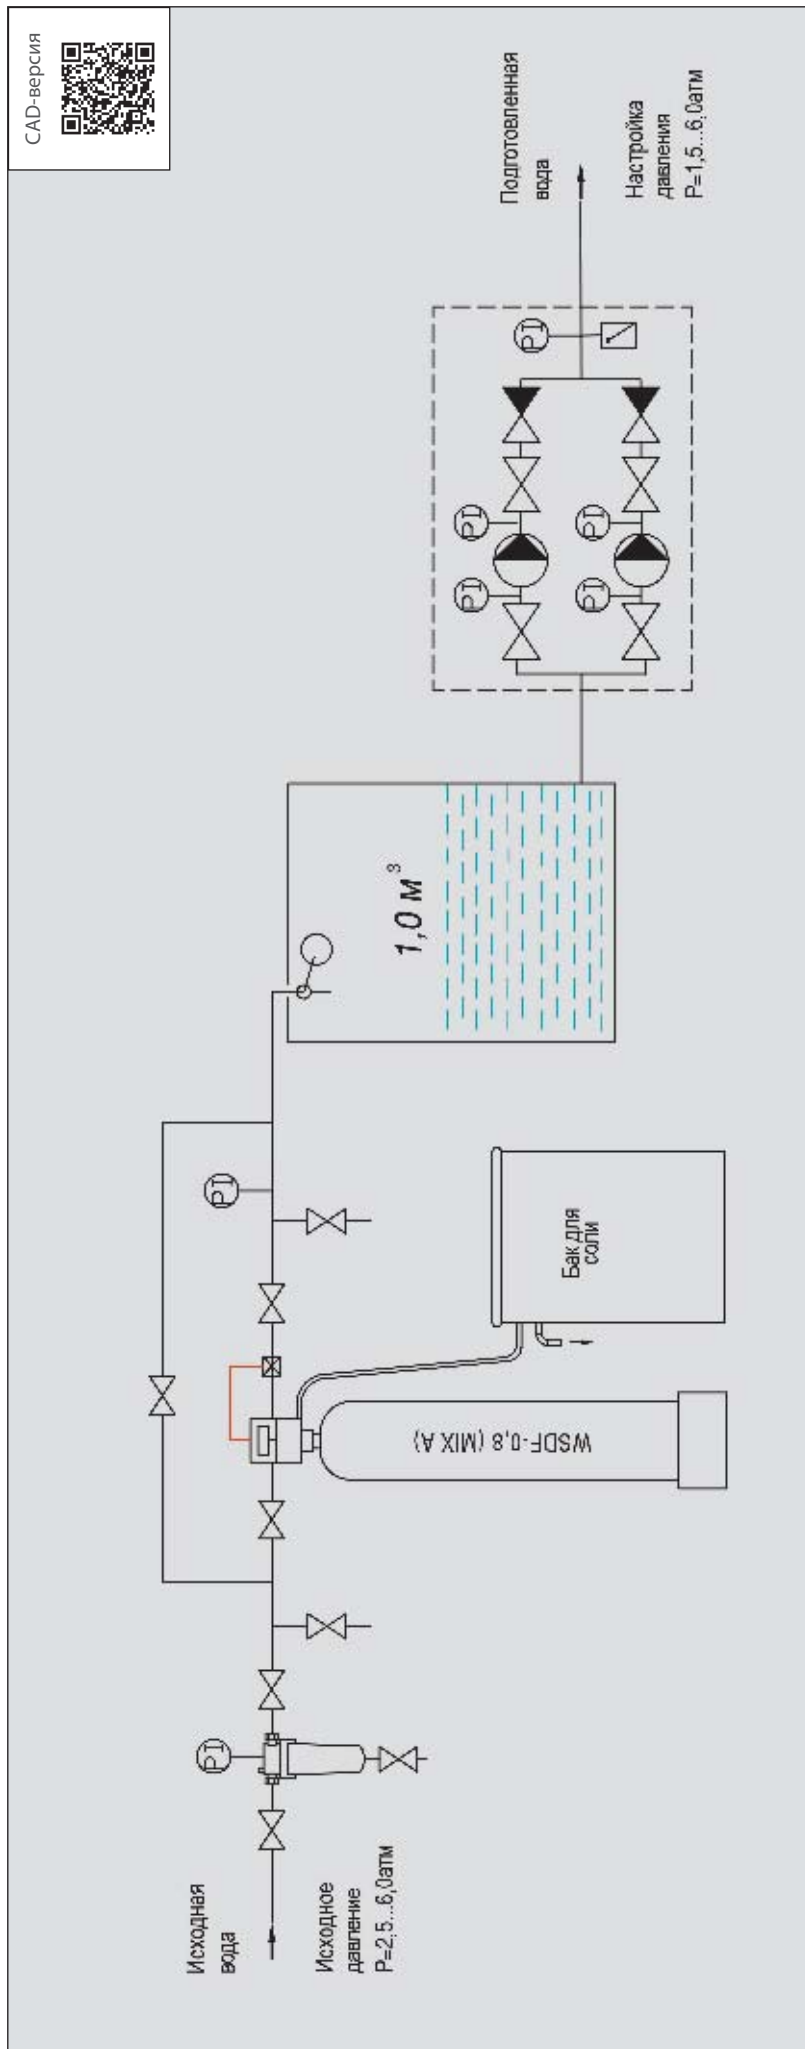 CAD-версия
Исходная
вода
Исходное
давление
P=2,5...6,0атм
PI
WSDF-0,8 (MIX A)
PI
Бак для
соли
1,0 м³
PI
PI
PI
PI
PI
Подготовленная
вода
Настройка
давления
P=1,5...6,0атм